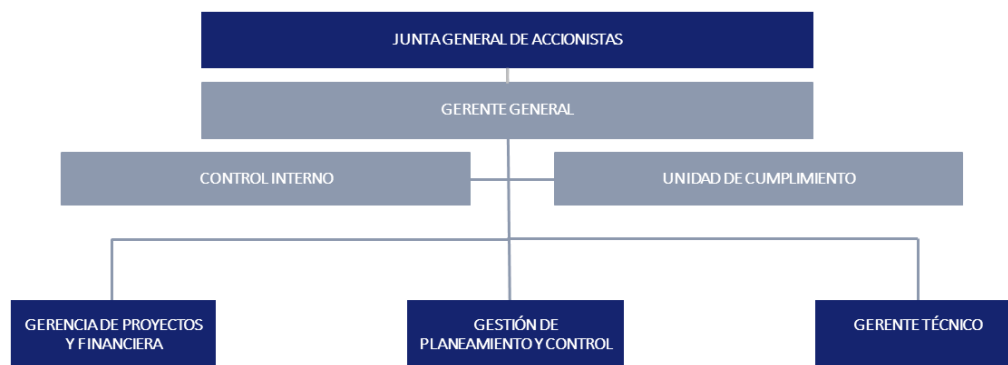 JUNTA GENERAL DE ACCIONISTAS
GERENTE GENERAL
CONTROL INTERNO
UNIDAD DE CUMPLIMIENTO
GERENCIA DE PROYECTOS
Y FINANCIERA
GESTIÓN DE
PLANEAMIENTO Y CONTROL
GERENTE TÉCNICO